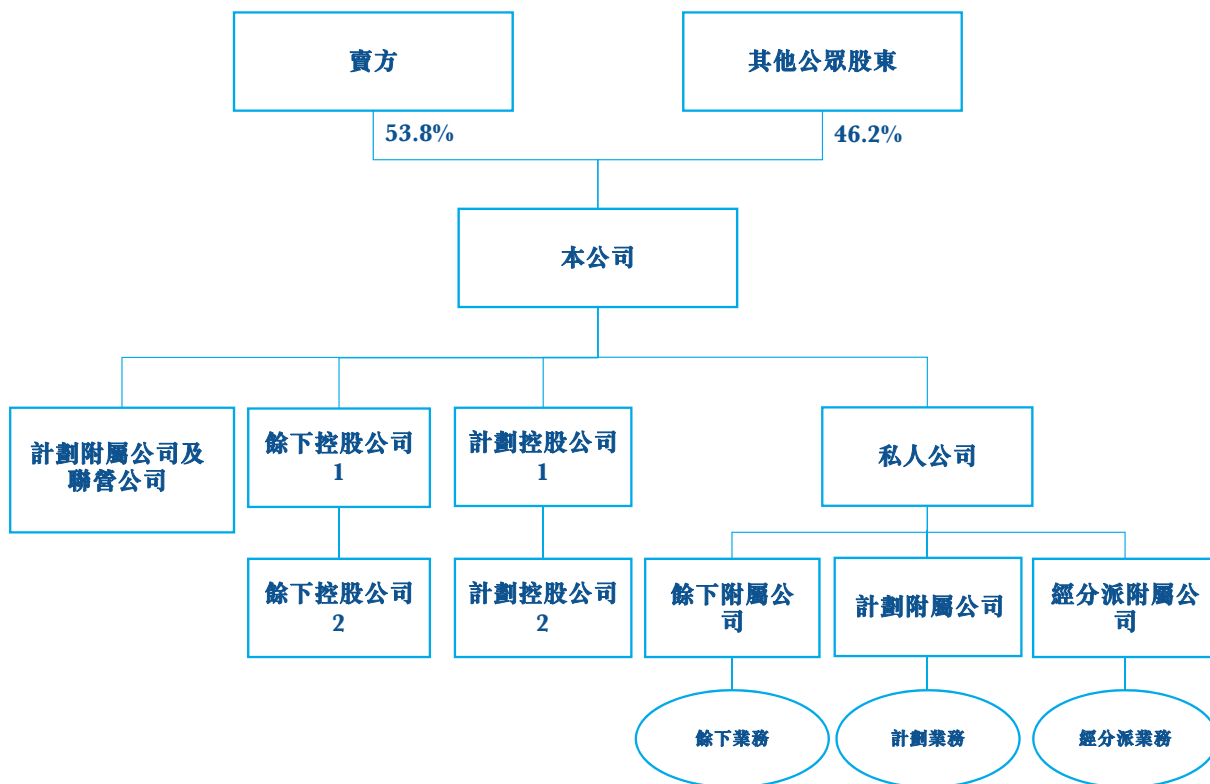 賣方
其他公眾股東
53.8%
46.2%
本公司
計劃附屬公司及
聯營公司
餘下控股公司
1
計劃控股公司
1
私人公司
餘下控股公司
2
計劃控股公司
2
餘下附屬公
司
計劃附屬公司
經分派附屬公
司
餘下業務
計劃業務
經分派業務